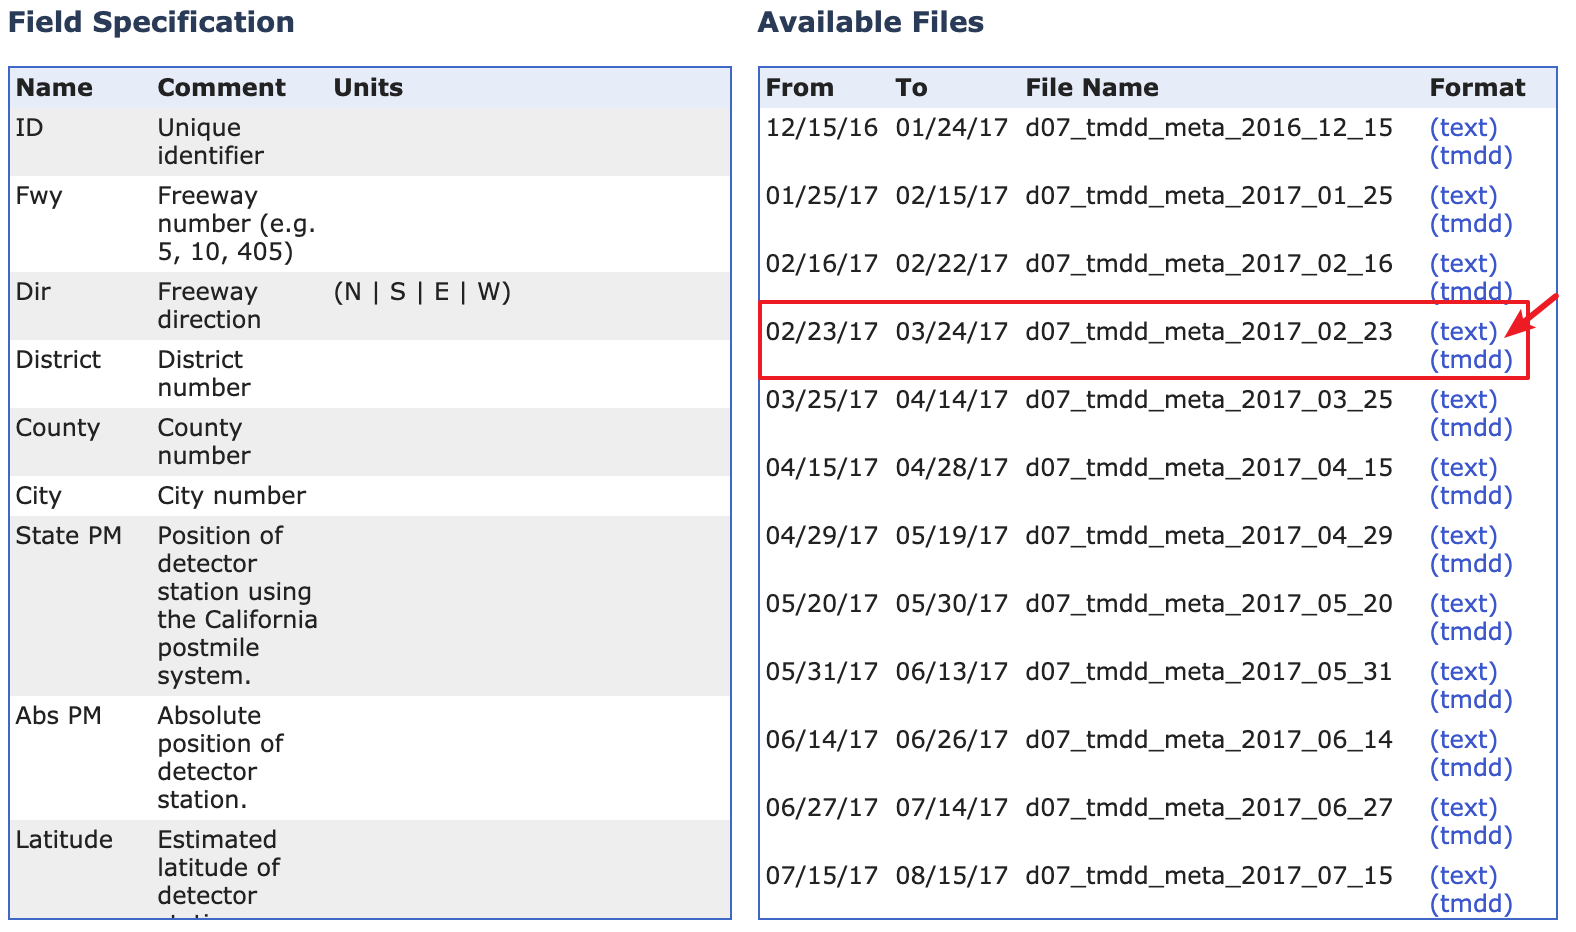 Field Specification
Name Comment Units
ID Unique
identifier
Fwy Freeway
number (e.g.
5, 10, 405)
Dir Freeway (N | S | E | W)
direction
District District
number
County County
number
City City number
State PM Position of
detector
station using
the California
postmile
system.
Abs PM Absolute
position of
detector
station.
Latitude Estimated
latitude of
detector
Available Files
From To File Name Format
12/15/16 01/24/17 d07_tmdd_meta_2016_12_15 (text)
(tmdd)
01/25/17 02/15/17 d07_tmdd_meta_2017_01_25 (text)
(tmdd)
02/16/17 02/22/17 d07_tmdd_meta_2017_02_16 (text)
(tmdd)
02/23/17 03/24/17 d07_tmdd_meta_2017_02_23 (text)
(tmdd)
03/25/17 04/14/17 d07_tmdd_meta_2017_03_25 (text)
(tmdd)
04/15/17 04/28/17 d07_tmdd_meta_2017_04_15 (text)
(tmdd)
04/29/17 05/19/17 d07_tmdd_meta_2017_04_29 (text)
(tmdd)
05/20/17 05/30/17 d07_tmdd_meta_2017_05_20 (text)
(tmdd)
05/31/17 06/13/17 d07_tmdd_meta_2017_05_31 (text)
(tmdd)
06/14/17 06/26/17 d07_tmdd_meta_2017_06_14 (text)
(tmdd)
06/27/17 07/14/17 d07_tmdd_meta_2017_06_27 (text)
(tmdd)
07/15/17 08/15/17 d07_tmdd_meta_2017_07_15 (text)
(tmdd)